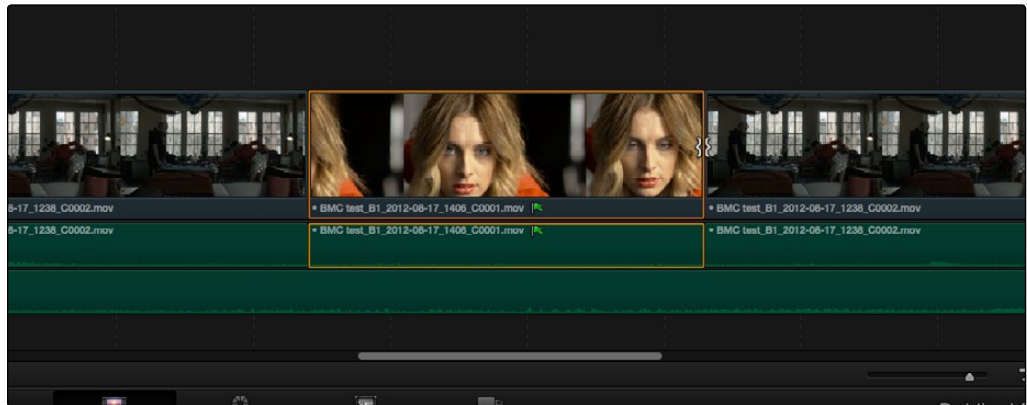 8-17_1238_C0002.mov
• BMC test_B1_2012-08-17_1406_C0001.mov
• BMC test_B1_2012-08-17_1238_C0002.mov
8-17_1238_C0002.mov
• BMC test_B1_2012-08-17_1406_C0001.mov
• BMC test_B1_2012-08-17_1238_C0002.mov